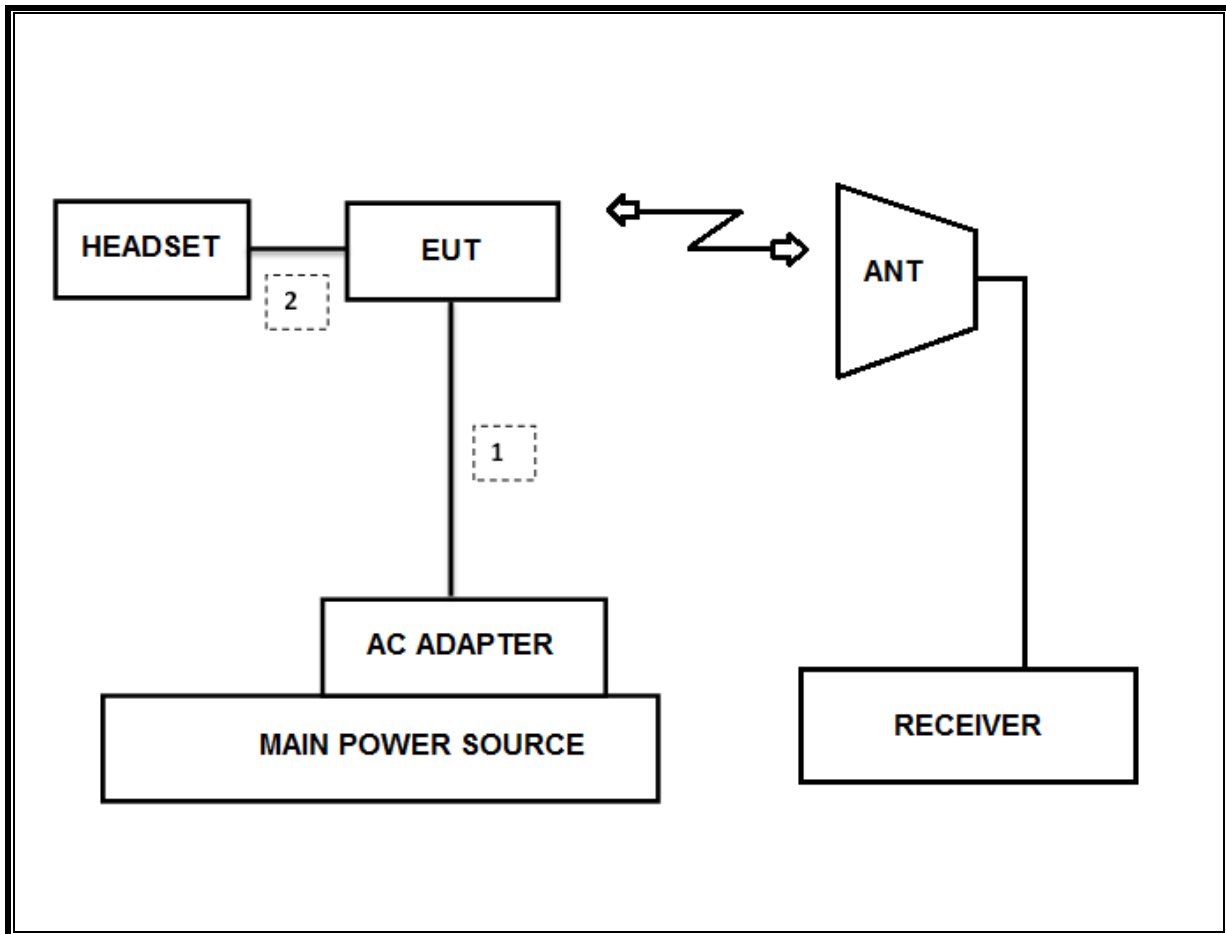 HEADSET
EUT
ANT
2
1
AC ADAPTER
MAIN POWER SOURCE
RECEIVER